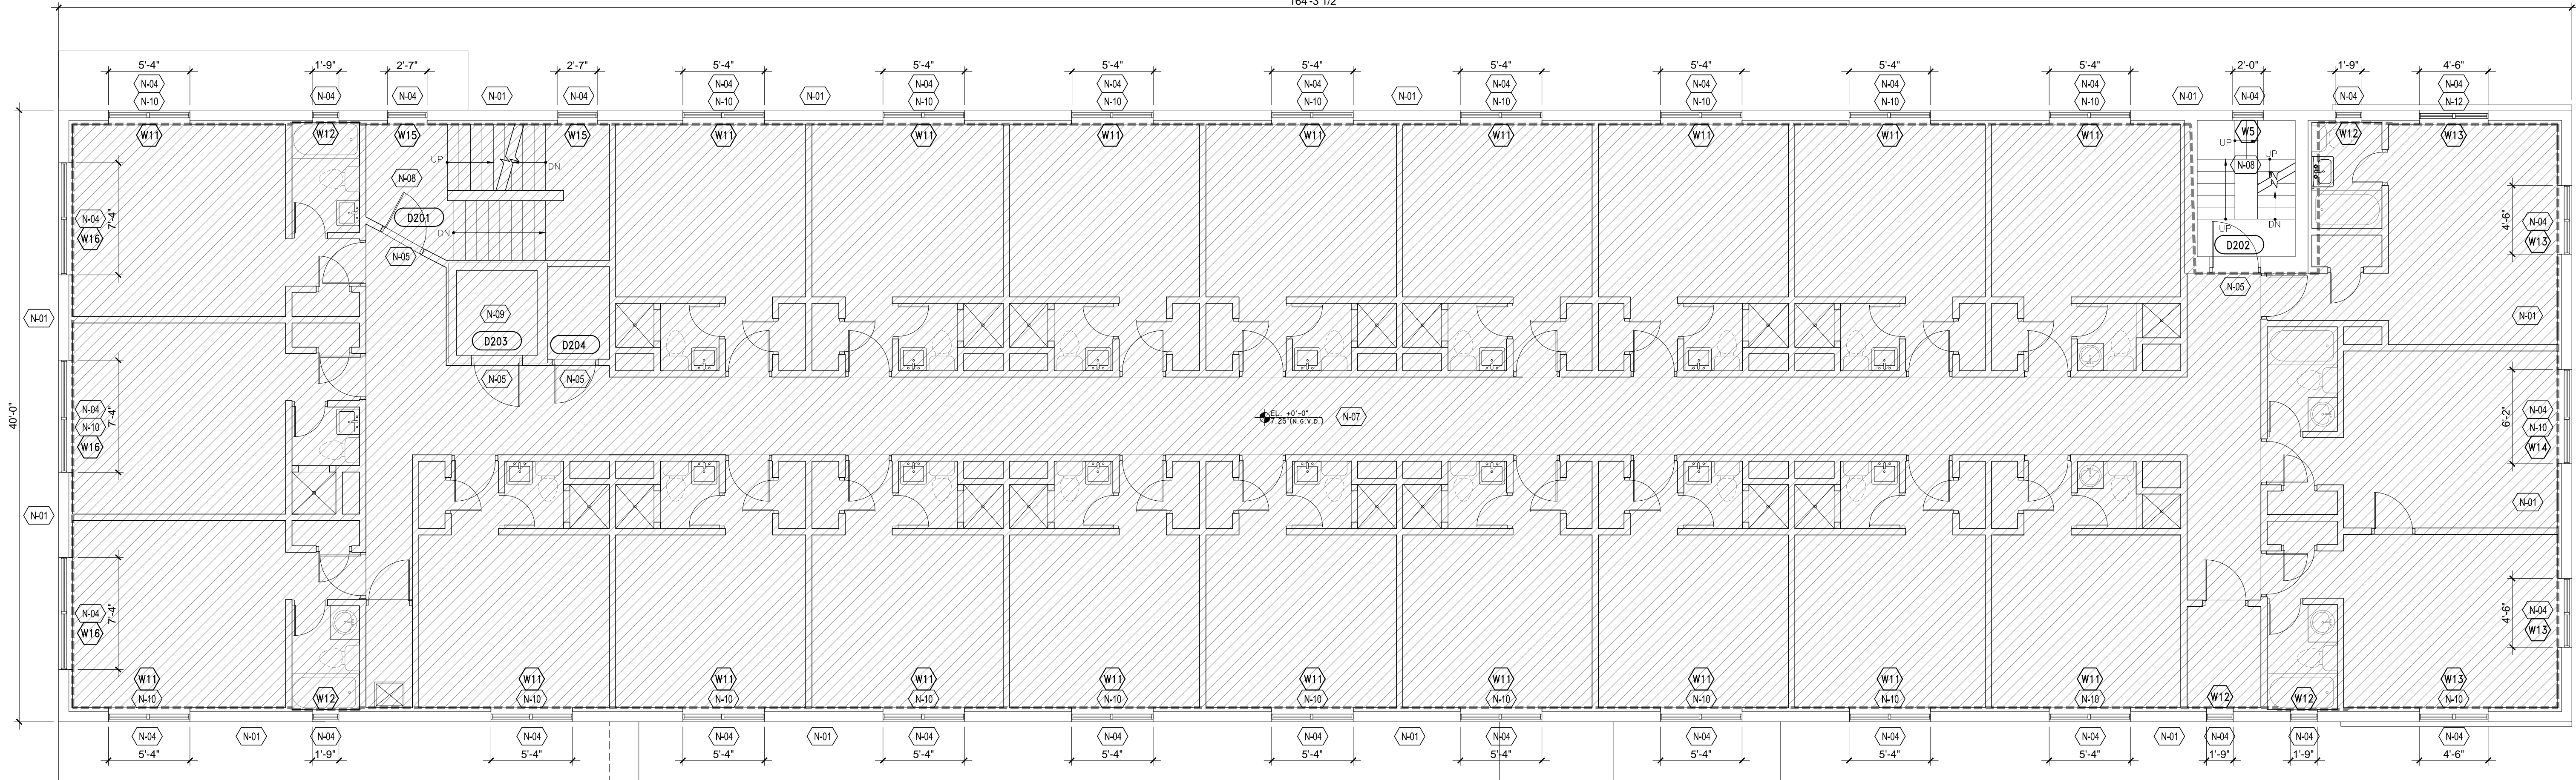 164'-3 1/2"
5'-4" 1'-9" 2'-7" 2'-7" 5'-4" 5'-4" 5'-4" 5'-4" 5'-4" 5'-4" 5'-4" 5'-4" 2'-0" 1'-9" 4'-6"
N-04 N-04 N-04 N-04 N-04 N-04 N-04 N-04 N-04 N-04
N-10 N-04 N-04 N-01 N-04 N-10 N-01 N-10 N-10 N-10 N-01 N-10 N-10 N-10 N-10 N-01 N-04 N-04 N-12
W11 W12 W15 W15 W11 W11 W11 W11 W11 W11 W11 W11 W5 W12 W13
UP DN UP UP
N-08 N-08
N-04 7'-4" D201 4'-6" N-04
W16 DN UP DN W13
N-05 D202
N-05
N-01 N-09 N-01
D203 D204
N-05 N-05
40'-0"
N-04 7'-4" EL. +0'-0" N-07 6'-2" N-04
N-10 7.25'(N.G.V.D.) N-10
W16 W14
N-01 N-01
N-04 7'-4" 4'-6" N-04
W16 W13
W11 W11 W11 W11 W11 W11 W11 W11 W11 W11 W13
N-10 W12 N-10 N-10 N-10 N-10 N-10 N-10 N-10 N-10 N-10 W12 W12 N-10
N-04 N-01 N-04 N-04 N-04 N-01 N-04 N-04 N-04 N-01 N-04 N-04 N-04 N-04 N-01 N-04 N-04 N-04
5'-4" 1'-9" 5'-4" 5'-4" 5'-4" 5'-4" 5'-4" 5'-4" 5'-4" 5'-4" 5'-4" 1'-9" 1'-9" 4'-6"